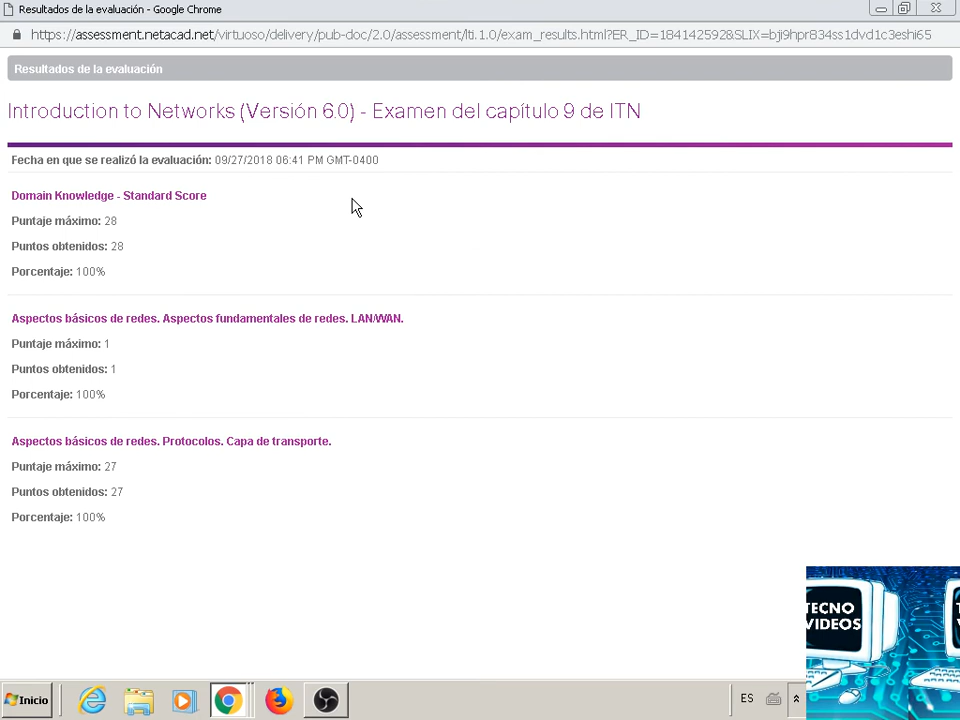 Resultados de la evaluación - Google Chrome
https://assessment.netacad.net/virtuoso/delivery/pub-doc/2.0/assessment/lti.1.0/exam_results.html?ER_ID=184142592&SLIX=bji9hpr834ss1dvd1c3eshi65
Resultados de la evaluación
Introduction to Networks (Versión 6.0) - Examen del capítulo 9 de ITN
Fecha en que se realizó la evaluación: 09/27/2018 06:41 PM GMT-0400
Domain Knowledge - Standard Score
Puntaje máximo: 28
Puntos obtenidos: 28
Porcentaje: 100%
Aspectos básicos de redes. Aspectos fundamentales de redes. LAN/WAN.
Puntaje máximo: 1
Puntos obtenidos: 1
Porcentaje: 100%
Aspectos básicos de redes. Protocolos. Capa de transporte.
Puntaje máximo: 27
Puntos obtenidos: 27
Porcentaje: 100%
TECNO
VIDEOS
Inicio
ES